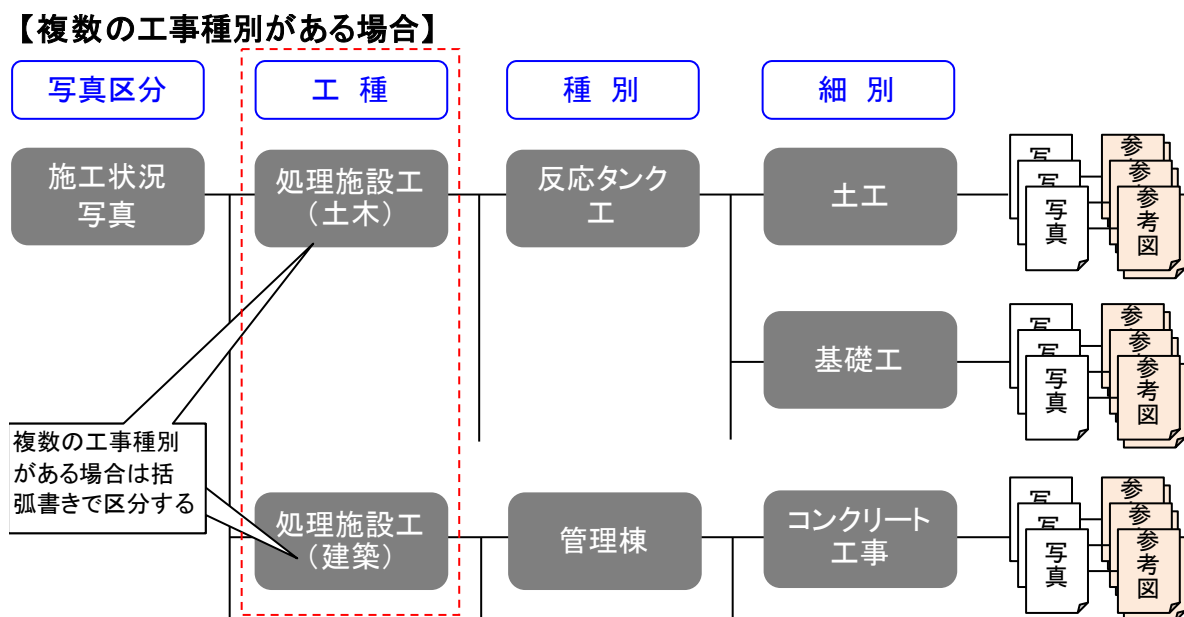 【複数の工事種別がある場合】
写真区分
工 種
種 別
細 別
施工状況
写真
処理施設工
（土木）
反応タンク
工
土工
写
写
写真
参
参
参考図
基礎工
写
写
写真
参
参
参考図
複数の工事種別
がある場合は括
弧書きで区分する
処理施設工
（建築）
管理棟
コンクリート
工事
写
写
写真
参
参
参考図